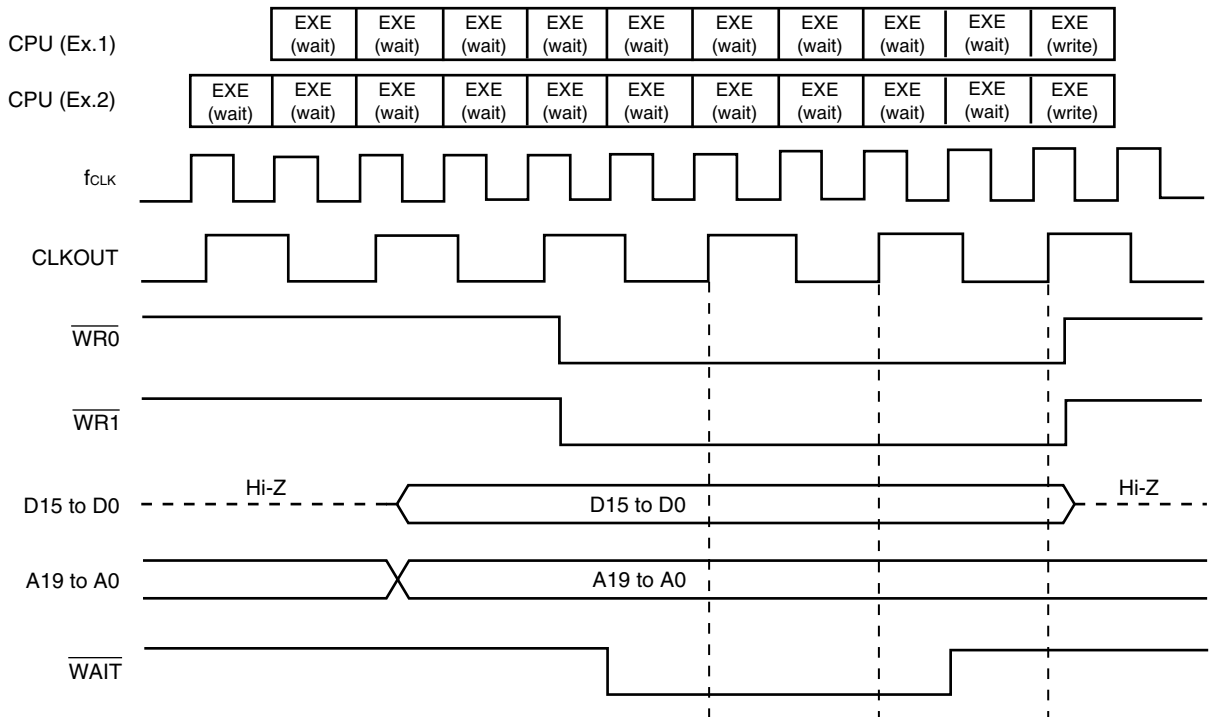 CPU (Ex.1)
EXE (wait) EXE (wait) EXE (wait) EXE (wait) EXE (wait) EXE (wait) EXE (wait) EXE (wait) EXE (wait) EXE (write)
CPU (Ex.2)
EXE (wait) EXE (wait) EXE (wait) EXE (wait) EXE (wait) EXE (wait) EXE (wait) EXE (wait) EXE (wait) EXE (wait) EXE (write)
fCLK
CLKOUT
WR0
WR1
D15 to D0 Hi-Z D15 to D0 Hi-Z
A19 to A0 A19 to A0
WAIT